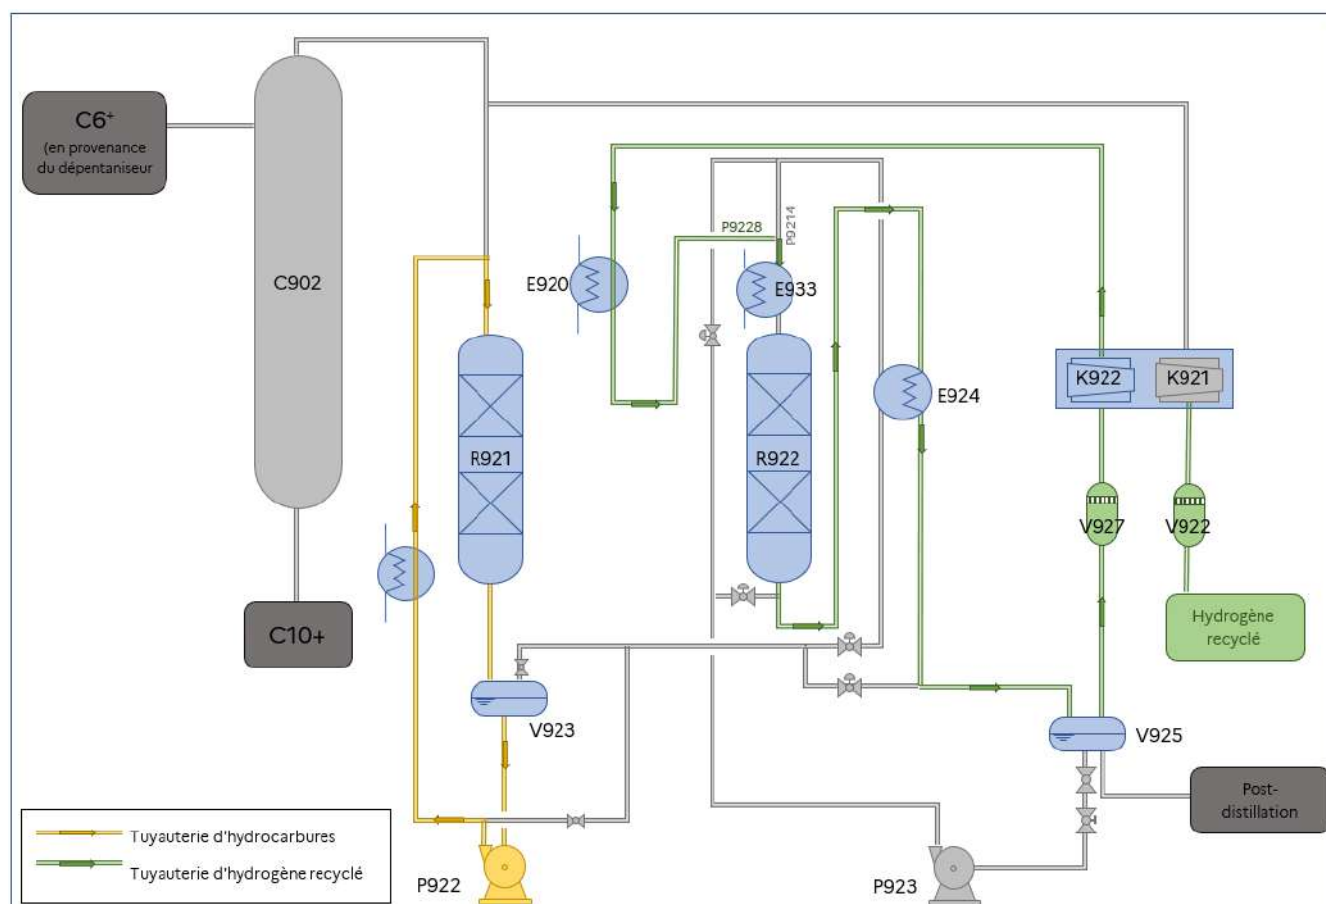 C6⁺
(en provenance
du dépentaniseur
C902
C10+
P9228
P9214
E920
E933
K922
K921
E924
R921
R922
V927
V922
Hydrogène
recyclé
V923
V925
Post-
distillation
Tuyauterie d'hydrocarbures
Tuyauterie d'hydrogène recyclé
P922
P923